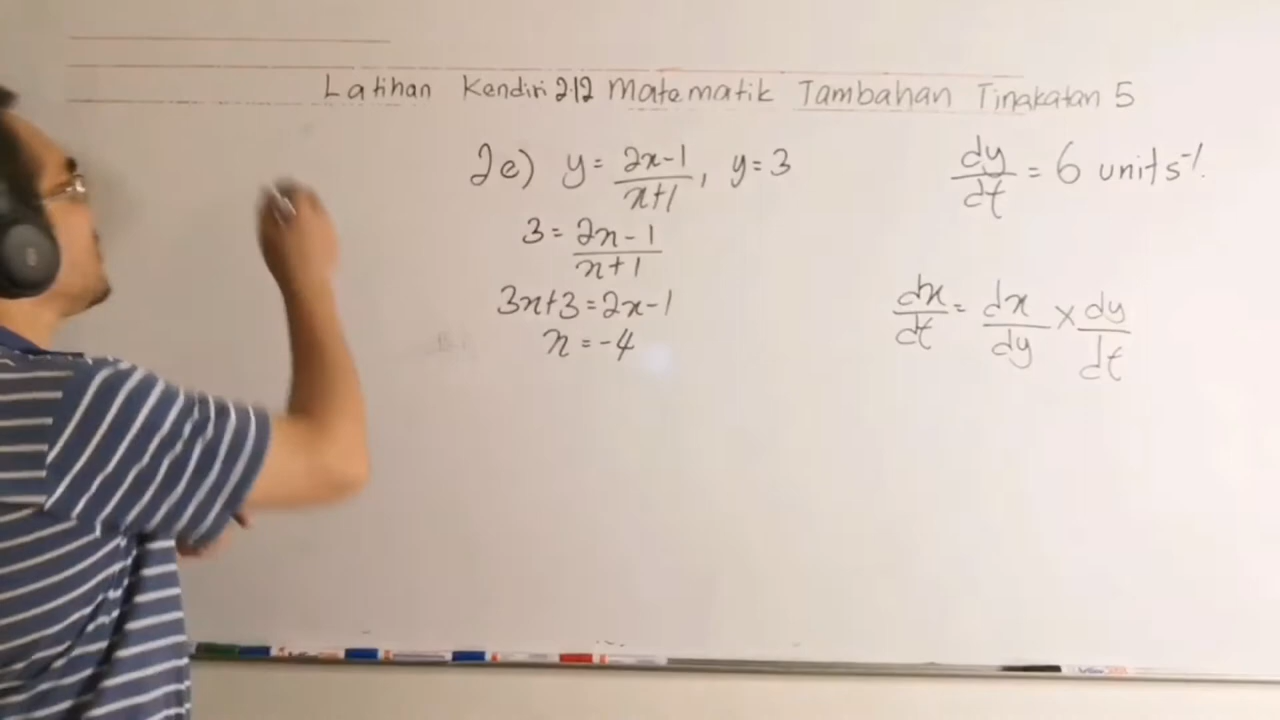 Latihan Kendiri 2.12 Matematik Tambahan Tingkatan 5
2e) y = (2x-1)/(x+1), y = 3
dy/dt = 6 units⁻¹.
3 = (2x-1)/(x+1)
3x+3 = 2x-1
x = -4
dx/dt = dx/dy × dy/dt